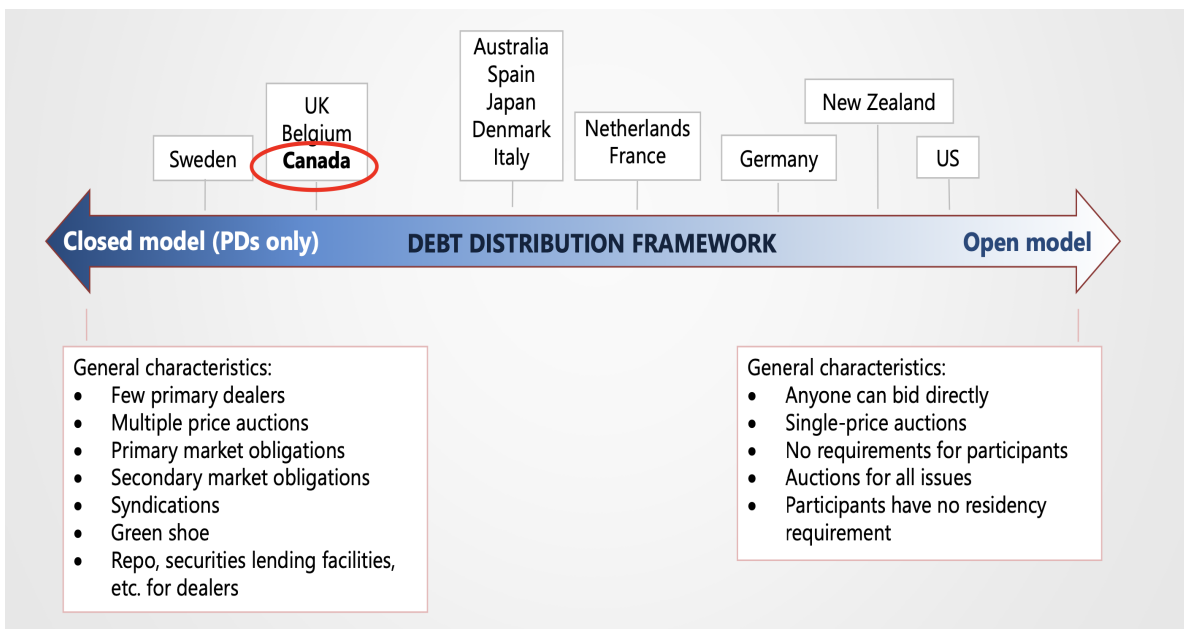 Australia
Spain
Japan
Denmark
Italy
UK
Belgium
Canada
Sweden
Netherlands
France
Germany
New Zealand
US
Closed model (PDs only)
DEBT DISTRIBUTION FRAMEWORK
Open model
General characteristics:
• Few primary dealers
• Multiple price auctions
• Primary market obligations
• Secondary market obligations
• Syndications
• Green shoe
• Repo, securities lending facilities,
etc. for dealers
General characteristics:
• Anyone can bid directly
• Single-price auctions
• No requirements for participants
• Auctions for all issues
• Participants have no residency
requirement